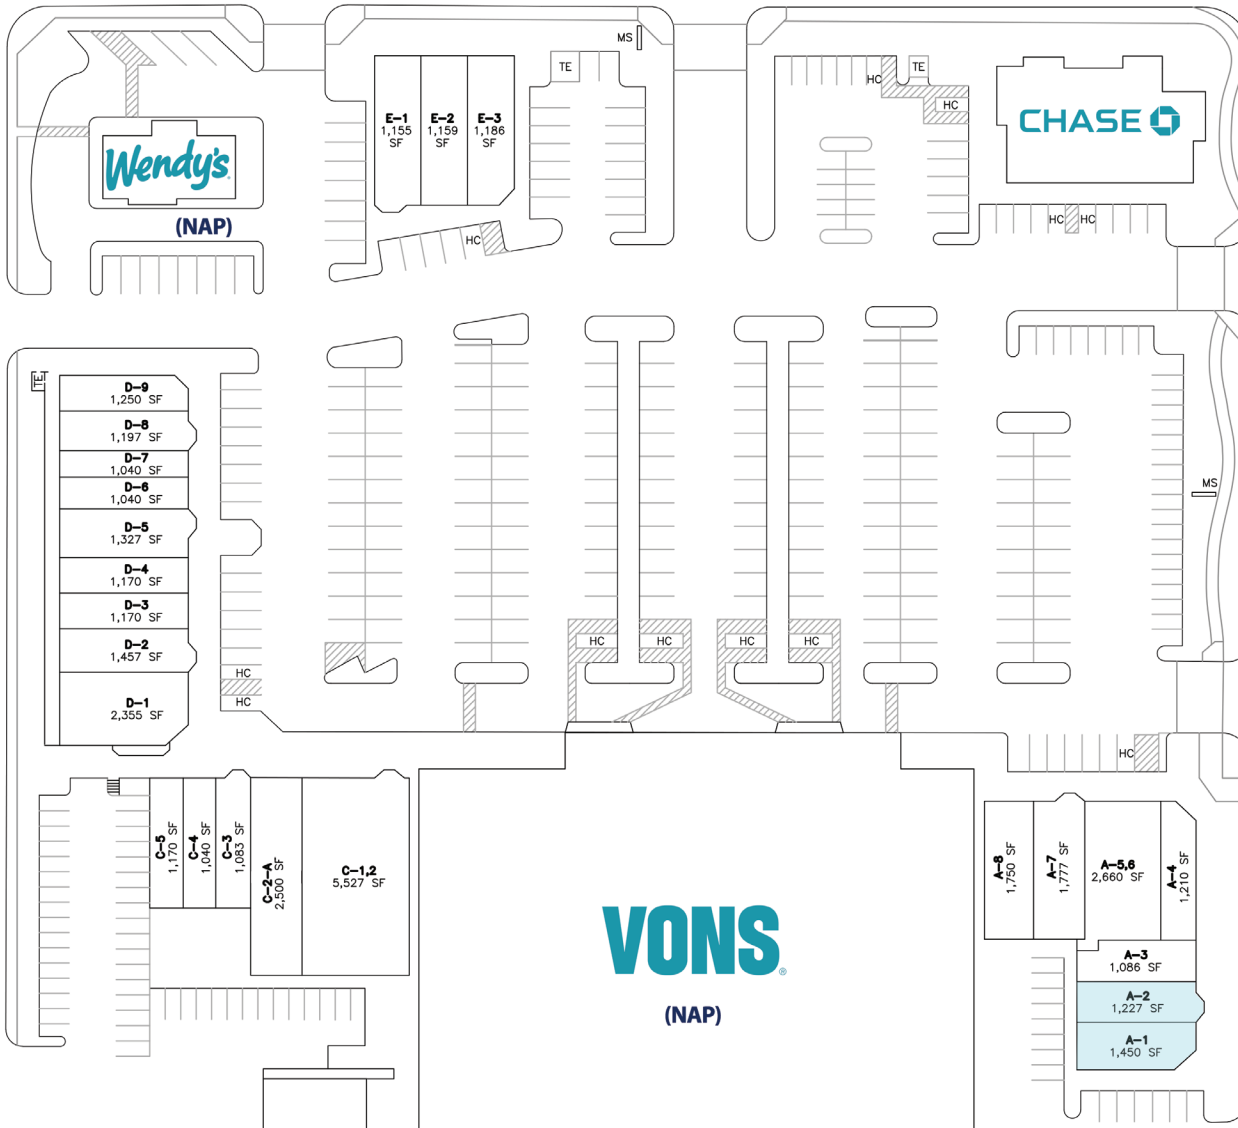 MS
TE
E-1
1,155
SF
E-2
1,159
SF
E-3
1,186
SF
TE
HC
HC
CHASE
Wendy's
(NAP)
HC
HC
HC
TE
D-9
1,250 SF
D-8
1,197 SF
D-7
1,040 SF
D-6
1,040 SF
D-5
1,327 SF
D-4
1,170 SF
D-3
1,170 SF
D-2
1,457 SF
D-1
2,355 SF
HC
HC
MS
HC
HC
HC
HC
HC
C-5
1,170 SF
C-4
1,040 SF
C-3
1,083 SF
C-2-A
2,500 SF
C-1,2
5,527 SF
VONS®
(NAP)
A-8
1,750 SF
A-7
1,777 SF
A-5,6
2,660 SF
A-4
1,210 SF
A-3
1,086 SF
A-2
1,227 SF
A-1
1,450 SF